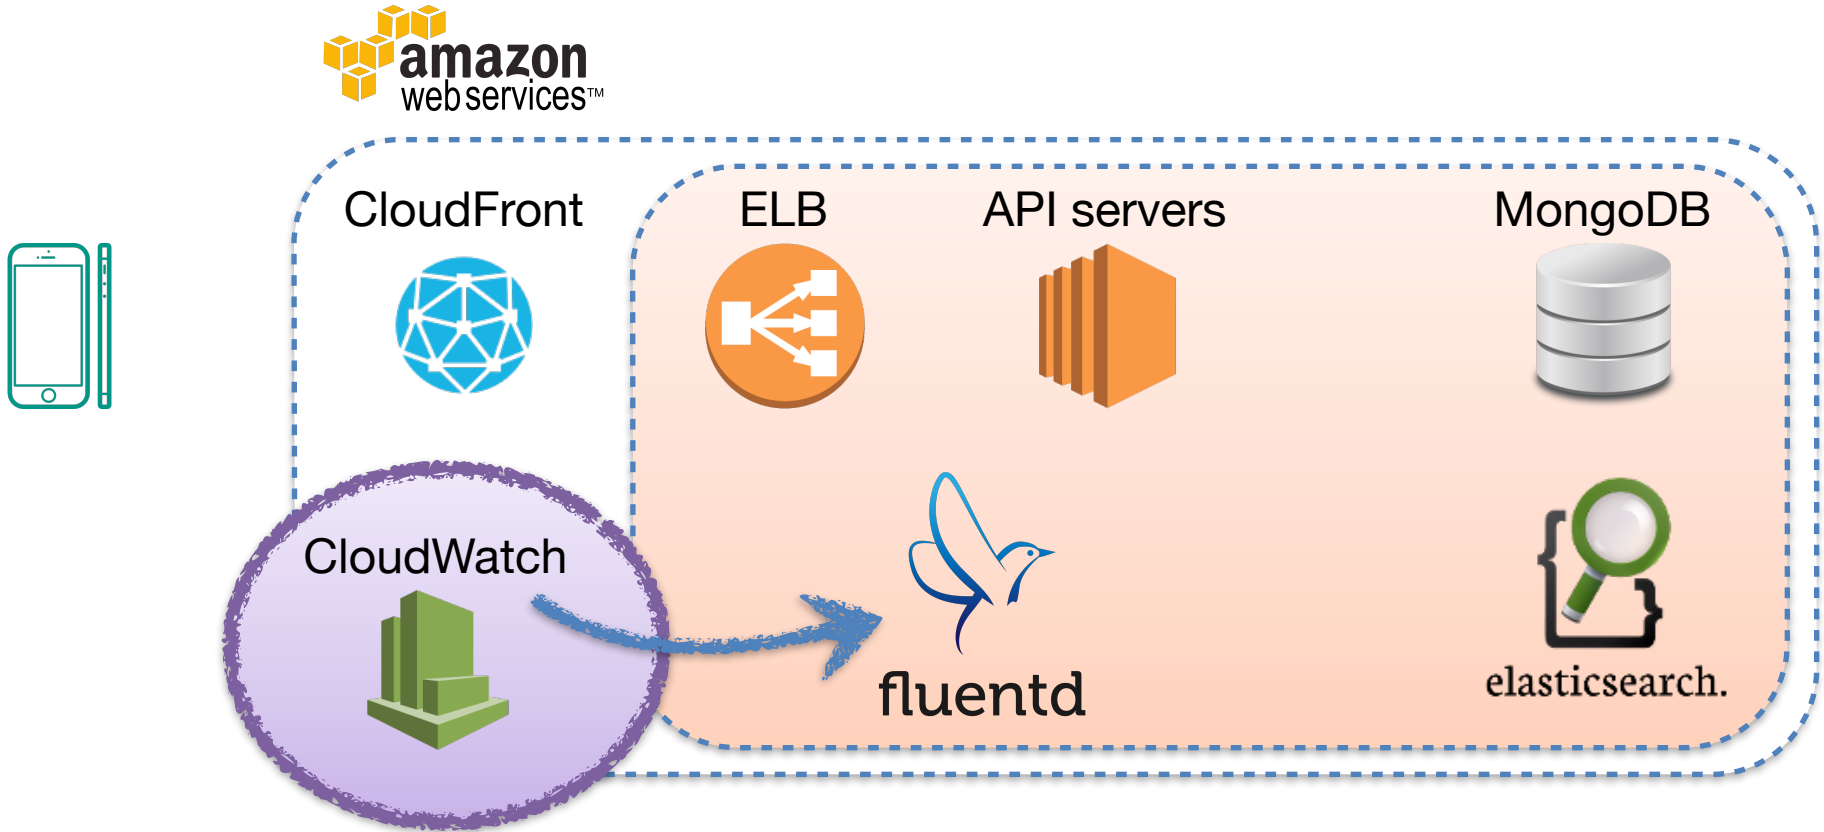 amazon
web services™
CloudFront
ELB
API servers
MongoDB
CloudWatch
fluentd
elasticsearch.